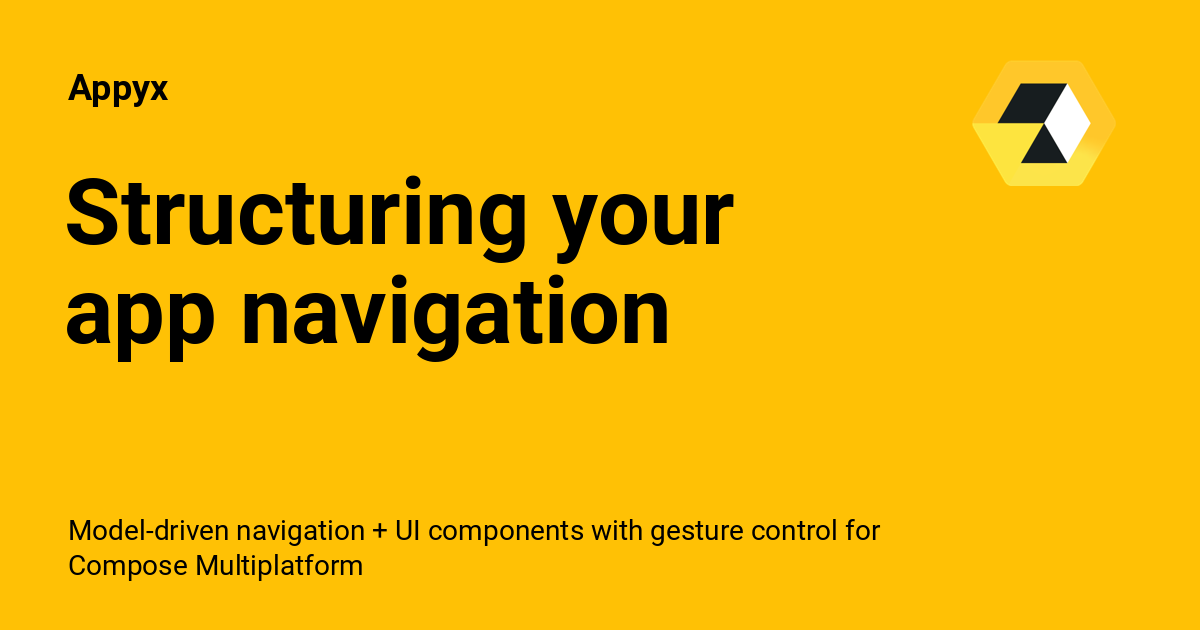 Appyx
Structuring your
app navigation
Model-driven navigation + UI components with gesture control for
Compose Multiplatform